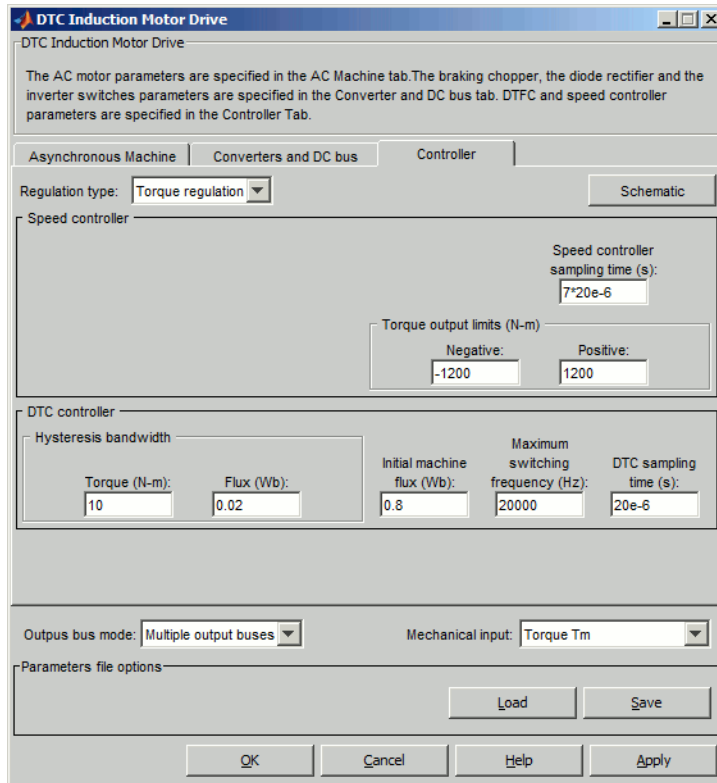 DTC Induction Motor Drive
DTC Induction Motor Drive
The AC motor parameters are specified in the AC Machine tab.The braking chopper, the diode rectifier and the
inverter switches parameters are specified in the Converter and DC bus tab. DTFC and speed controller
parameters are specified in the Controller Tab.
Asynchronous Machine
Converters and DC bus
Controller
Regulation type:
Torque regulation
Schematic
Speed controller
Speed controller
sampling time (s):
7*20e-6
Torque output limits (N-m)
Negative:
Positive:
-1200
1200
DTC controller
Hysteresis bandwidth
Torque (N-m):
10
Flux (Wb):
0.02
Initial machine
flux (Wb):
0.8
Maximum
switching
frequency (Hz):
20000
DTC sampling
time (s):
20e-6
Outpus bus mode:
Multiple output buses
Mechanical input:
Torque Tm
Parameters file options
Load
Save
OK
Cancel
Help
Apply